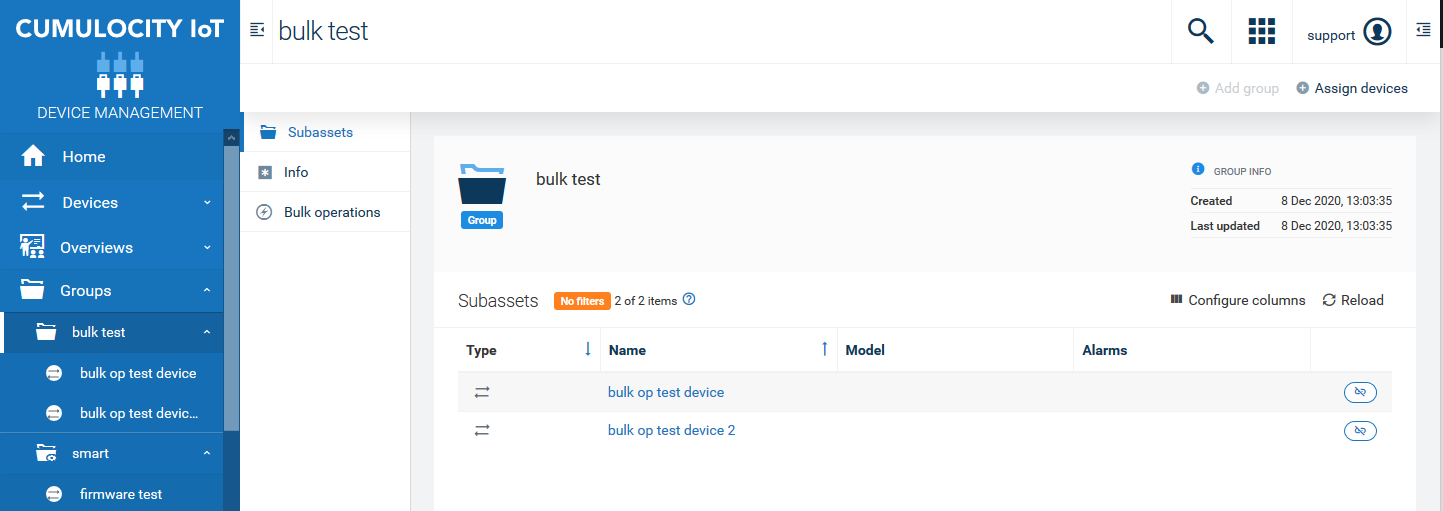 CUMULOCITY IoT
DEVICE MANAGEMENT
Home
Devices
Overviews
Groups
bulk test
bulk op test device
bulk op test devic...
smart
firmware test
bulk test
support
Add group
Assign devices
Subassets
Info
Bulk operations
Group
bulk test
GROUP INFO
Created 8 Dec 2020, 13:03:35
Last updated 8 Dec 2020, 13:03:35
Subassets No filters 2 of 2 items
Configure columns Reload
Type Name Model Alarms
bulk op test device
bulk op test device 2